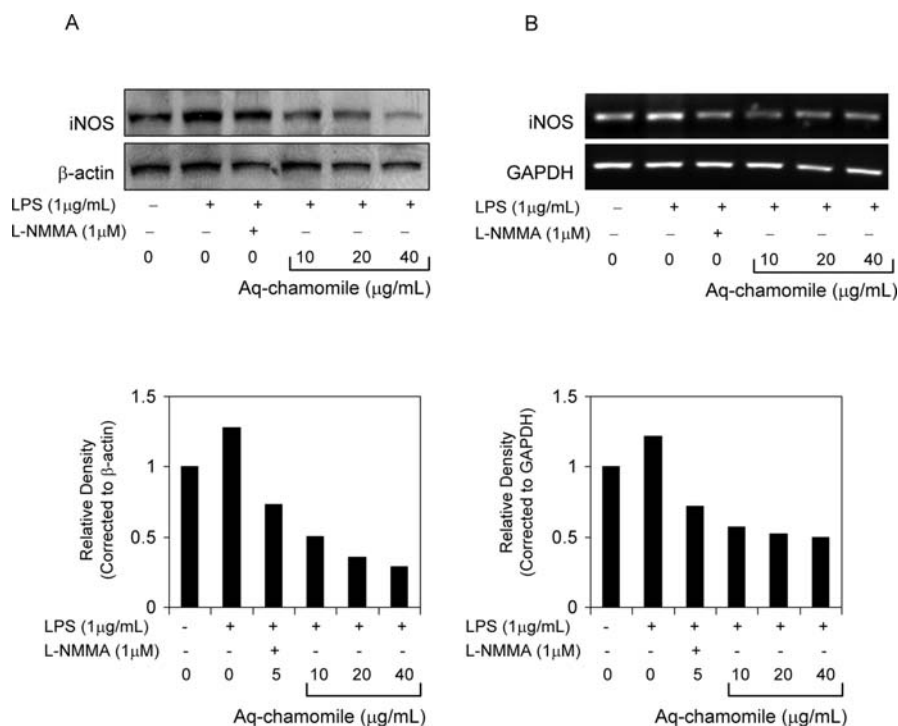 A
B
iNOS
β-actin
LPS (1µg/mL) – + + + + +
L-NMMA (1µM) – – + – – –
0 0 0 10 20 40
Aq-chamomile (µg/mL)
iNOS
GAPDH
LPS (1µg/mL) – + + + + +
L-NMMA (1µM) – – + – – –
0 0 0 10 20 40
Aq-chamomile (µg/mL)
Relative Density
(Corrected to β-actin)
1.5
1
0.5
0
LPS (1µg/mL) - + + + + +
L-NMMA (1µM) - - + - - -
0 0 5 10 20 40
Aq-chamomile (µg/mL)
Relative Density
(Corrected to GAPDH)
1.5
1
0.5
0
LPS (1µg/mL) - + + + + +
L-NMMA (1µM) - - + - - -
0 0 5 10 20 40
Aq-chamomile (µg/mL)